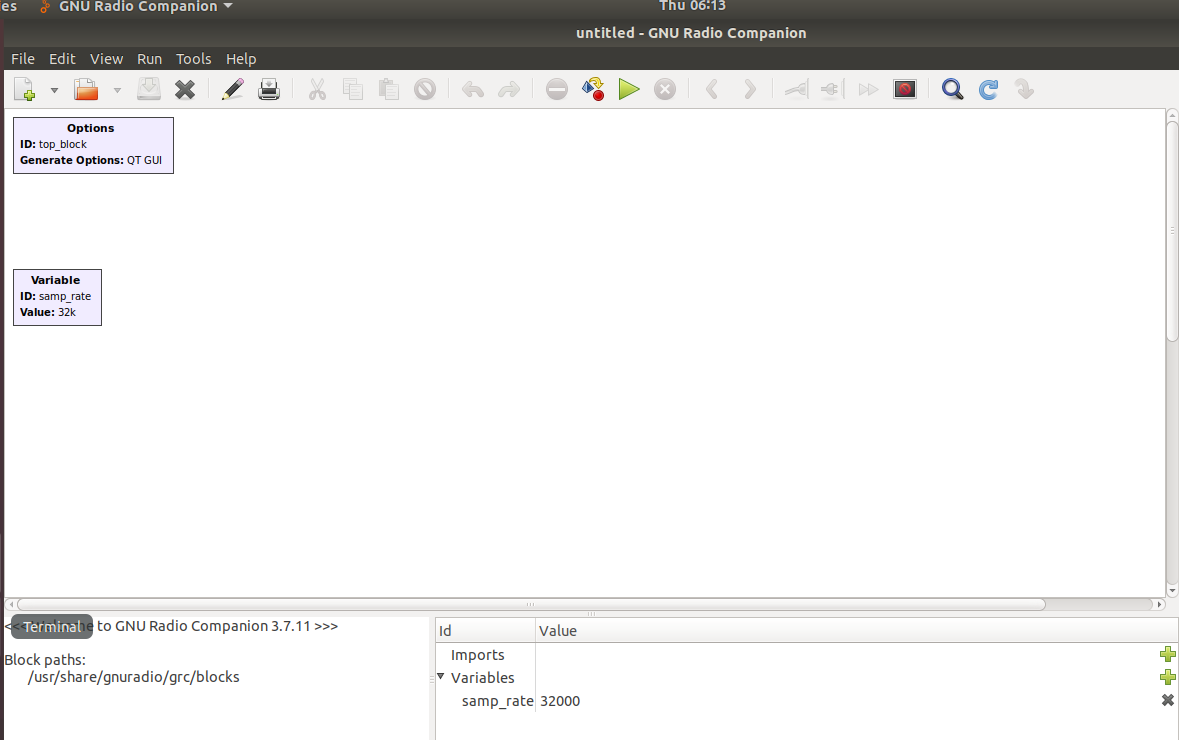 es GNU Radio Companion Thu 06:13
untitled - GNU Radio Companion
File Edit View Run Tools Help
Options
ID: top_block
Generate Options: QT GUI
Variable
ID: samp_rate
Value: 32k
Terminal to GNU Radio Companion 3.7.11 >>>
Block paths:
/usr/share/gnuradio/grc/blocks
Id Value
Imports
Variables
samp_rate 32000